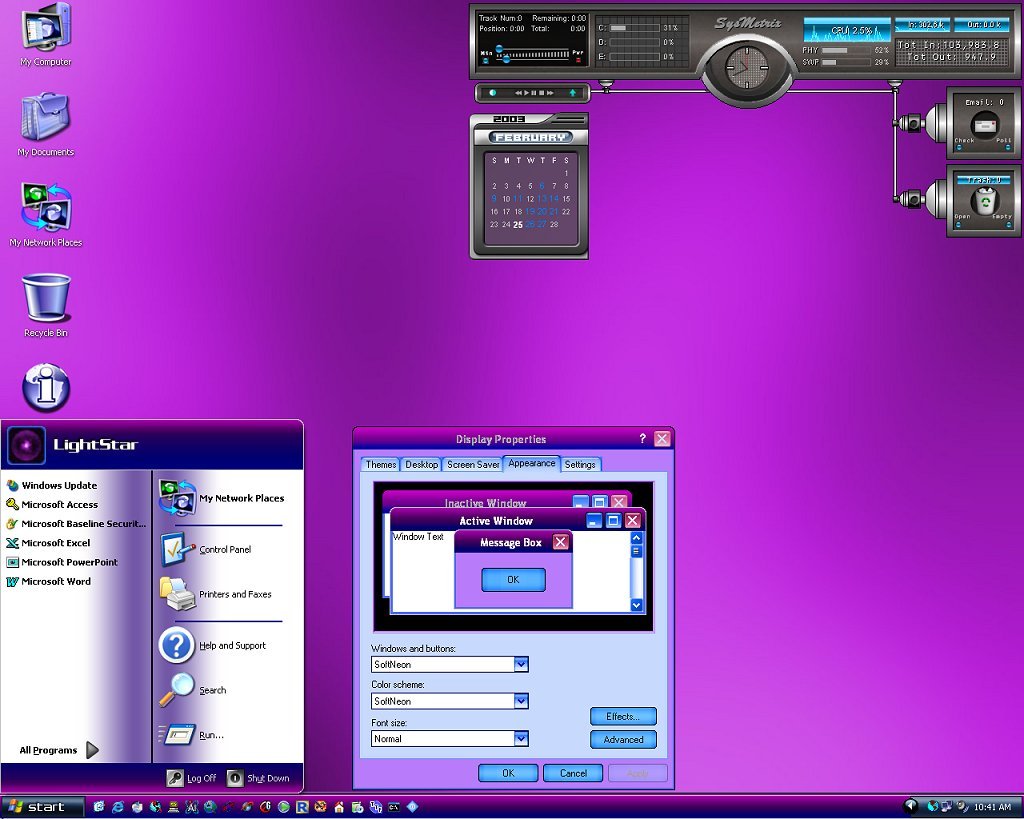 My Computer
My Documents
My Network Places
Recycle Bin
Track Num:0 Remaining: 0:00
Position: 0:00 Total: 0:00
Min Pwr
C: 31%
D: 0%
E: 0%
SysMetrix
CPU 2.5%
PHY 52%
SWP 29%
In: 302.5 k Out: 0.0 k
Tot In:103,983.8
Tot Out: 947.9
Email: 0
Check Poll
Trash: 0
Open Empty
2003
FEBRUARY
S M T W T F S
1
2 3 4 5 6 7 8
9 10 11 12 13 14 15
16 17 18 19 20 21 22
23 24 25 26 27 28
LightStar
Windows Update
Microsoft Access
Microsoft Baseline Securit...
Microsoft Excel
Microsoft PowerPoint
Microsoft Word
All Programs
My Network Places
Control Panel
Printers and Faxes
Help and Support
Search
Run...
Log Off Shut Down
Display Properties
Themes Desktop Screen Saver Appearance Settings
Inactive Window
Active Window
Window Text
Message Box
OK
Windows and buttons:
SoftNeon
Color scheme:
SoftNeon
Font size:
Normal
Effects...
Advanced
OK Cancel Apply
start
10:41 AM